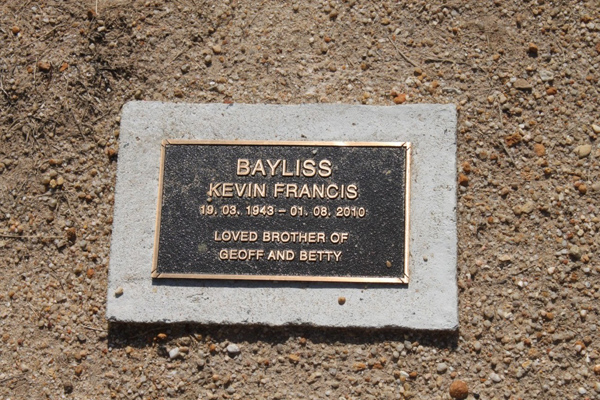 BAYLISS
KEVIN FRANCIS
19. 03. 1943 – 01. 08. 2010
LOVED BROTHER OF
GEOFF AND BETTY